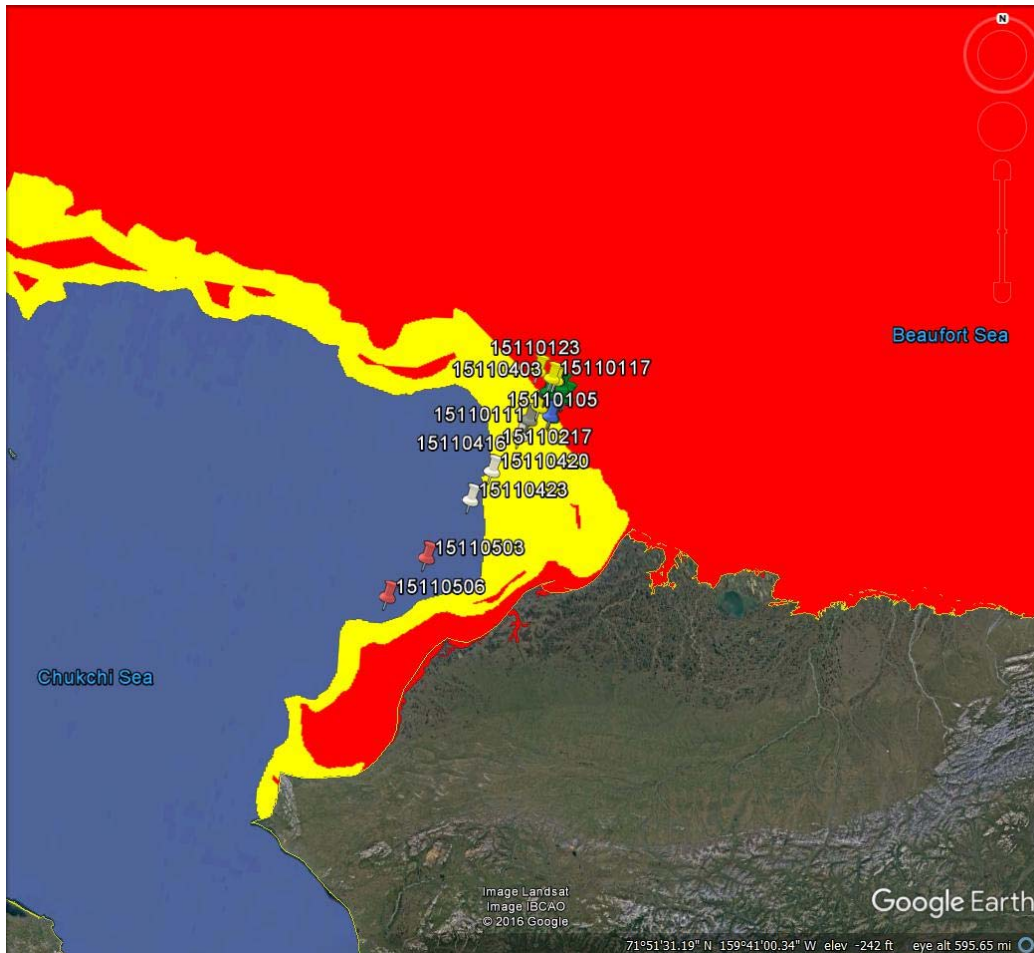 N
15110123
15110403
15110117
15110105
15110111
15110217
15110416
15110420
15110423
15110503
15110506
Beaufort Sea
Chukchi Sea
Image Landsat
Image IBCAO
© 2016 Google
Google Earth
71°51'31.19" N 159°41'00.34" W elev -242 ft eye alt 595.65 mi